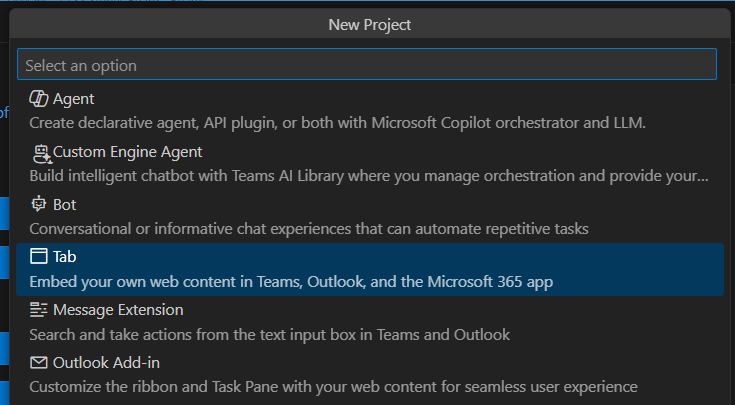 New Project
Select an option
Agent
Create declarative agent, API plugin, or both with Microsoft Copilot orchestrator and LLM.
Custom Engine Agent
Build intelligent chatbot with Teams AI Library where you manage orchestration and provide your...
Bot
Conversational or informative chat experiences that can automate repetitive tasks
Tab
Embed your own web content in Teams, Outlook, and the Microsoft 365 app
Message Extension
Search and take actions from the text input box in Teams and Outlook
Outlook Add-in
Customize the ribbon and Task Pane with your web content for seamless user experience